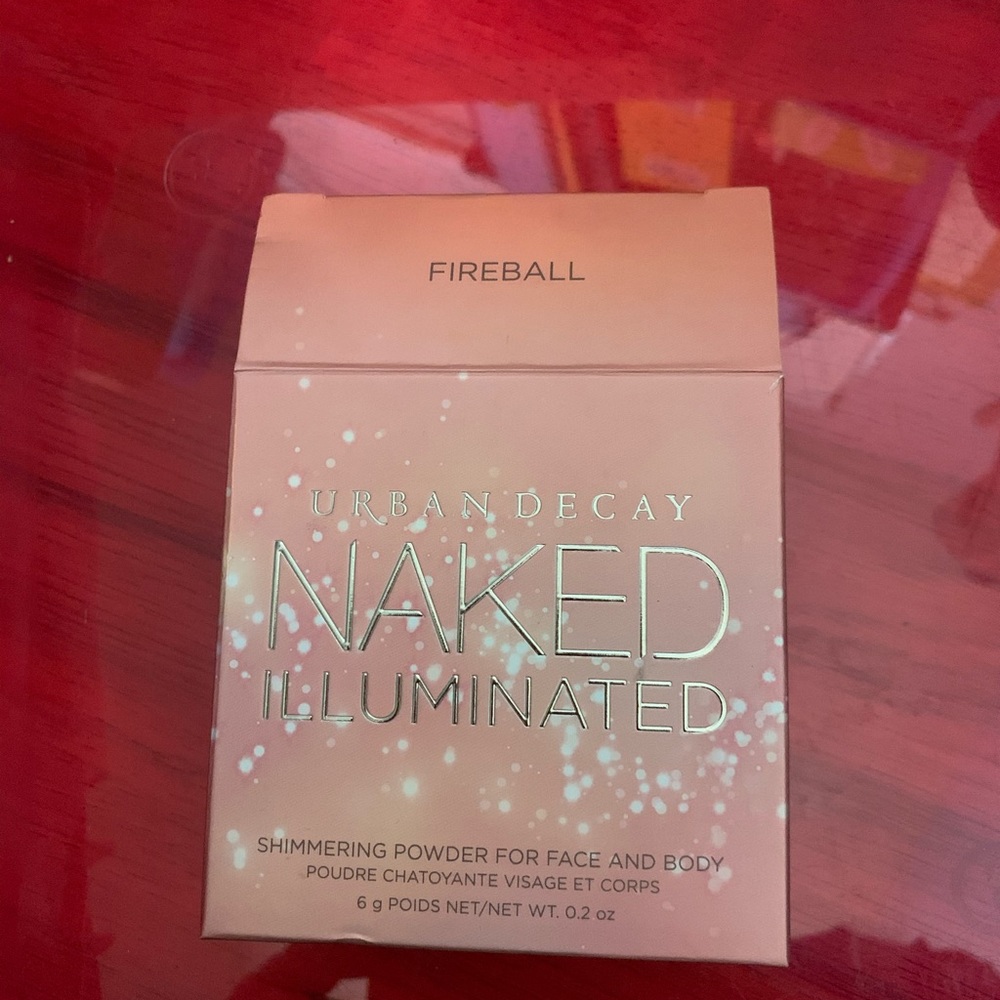 FIREBALL
URBAN DECAY
NAKED
ILLUMINATED
SHIMMERING POWDER FOR FACE AND BODY
POUDRE CHATOYANTE VISAGE ET CORPS
6 g POIDS NET/NET WT. 0.2 oz